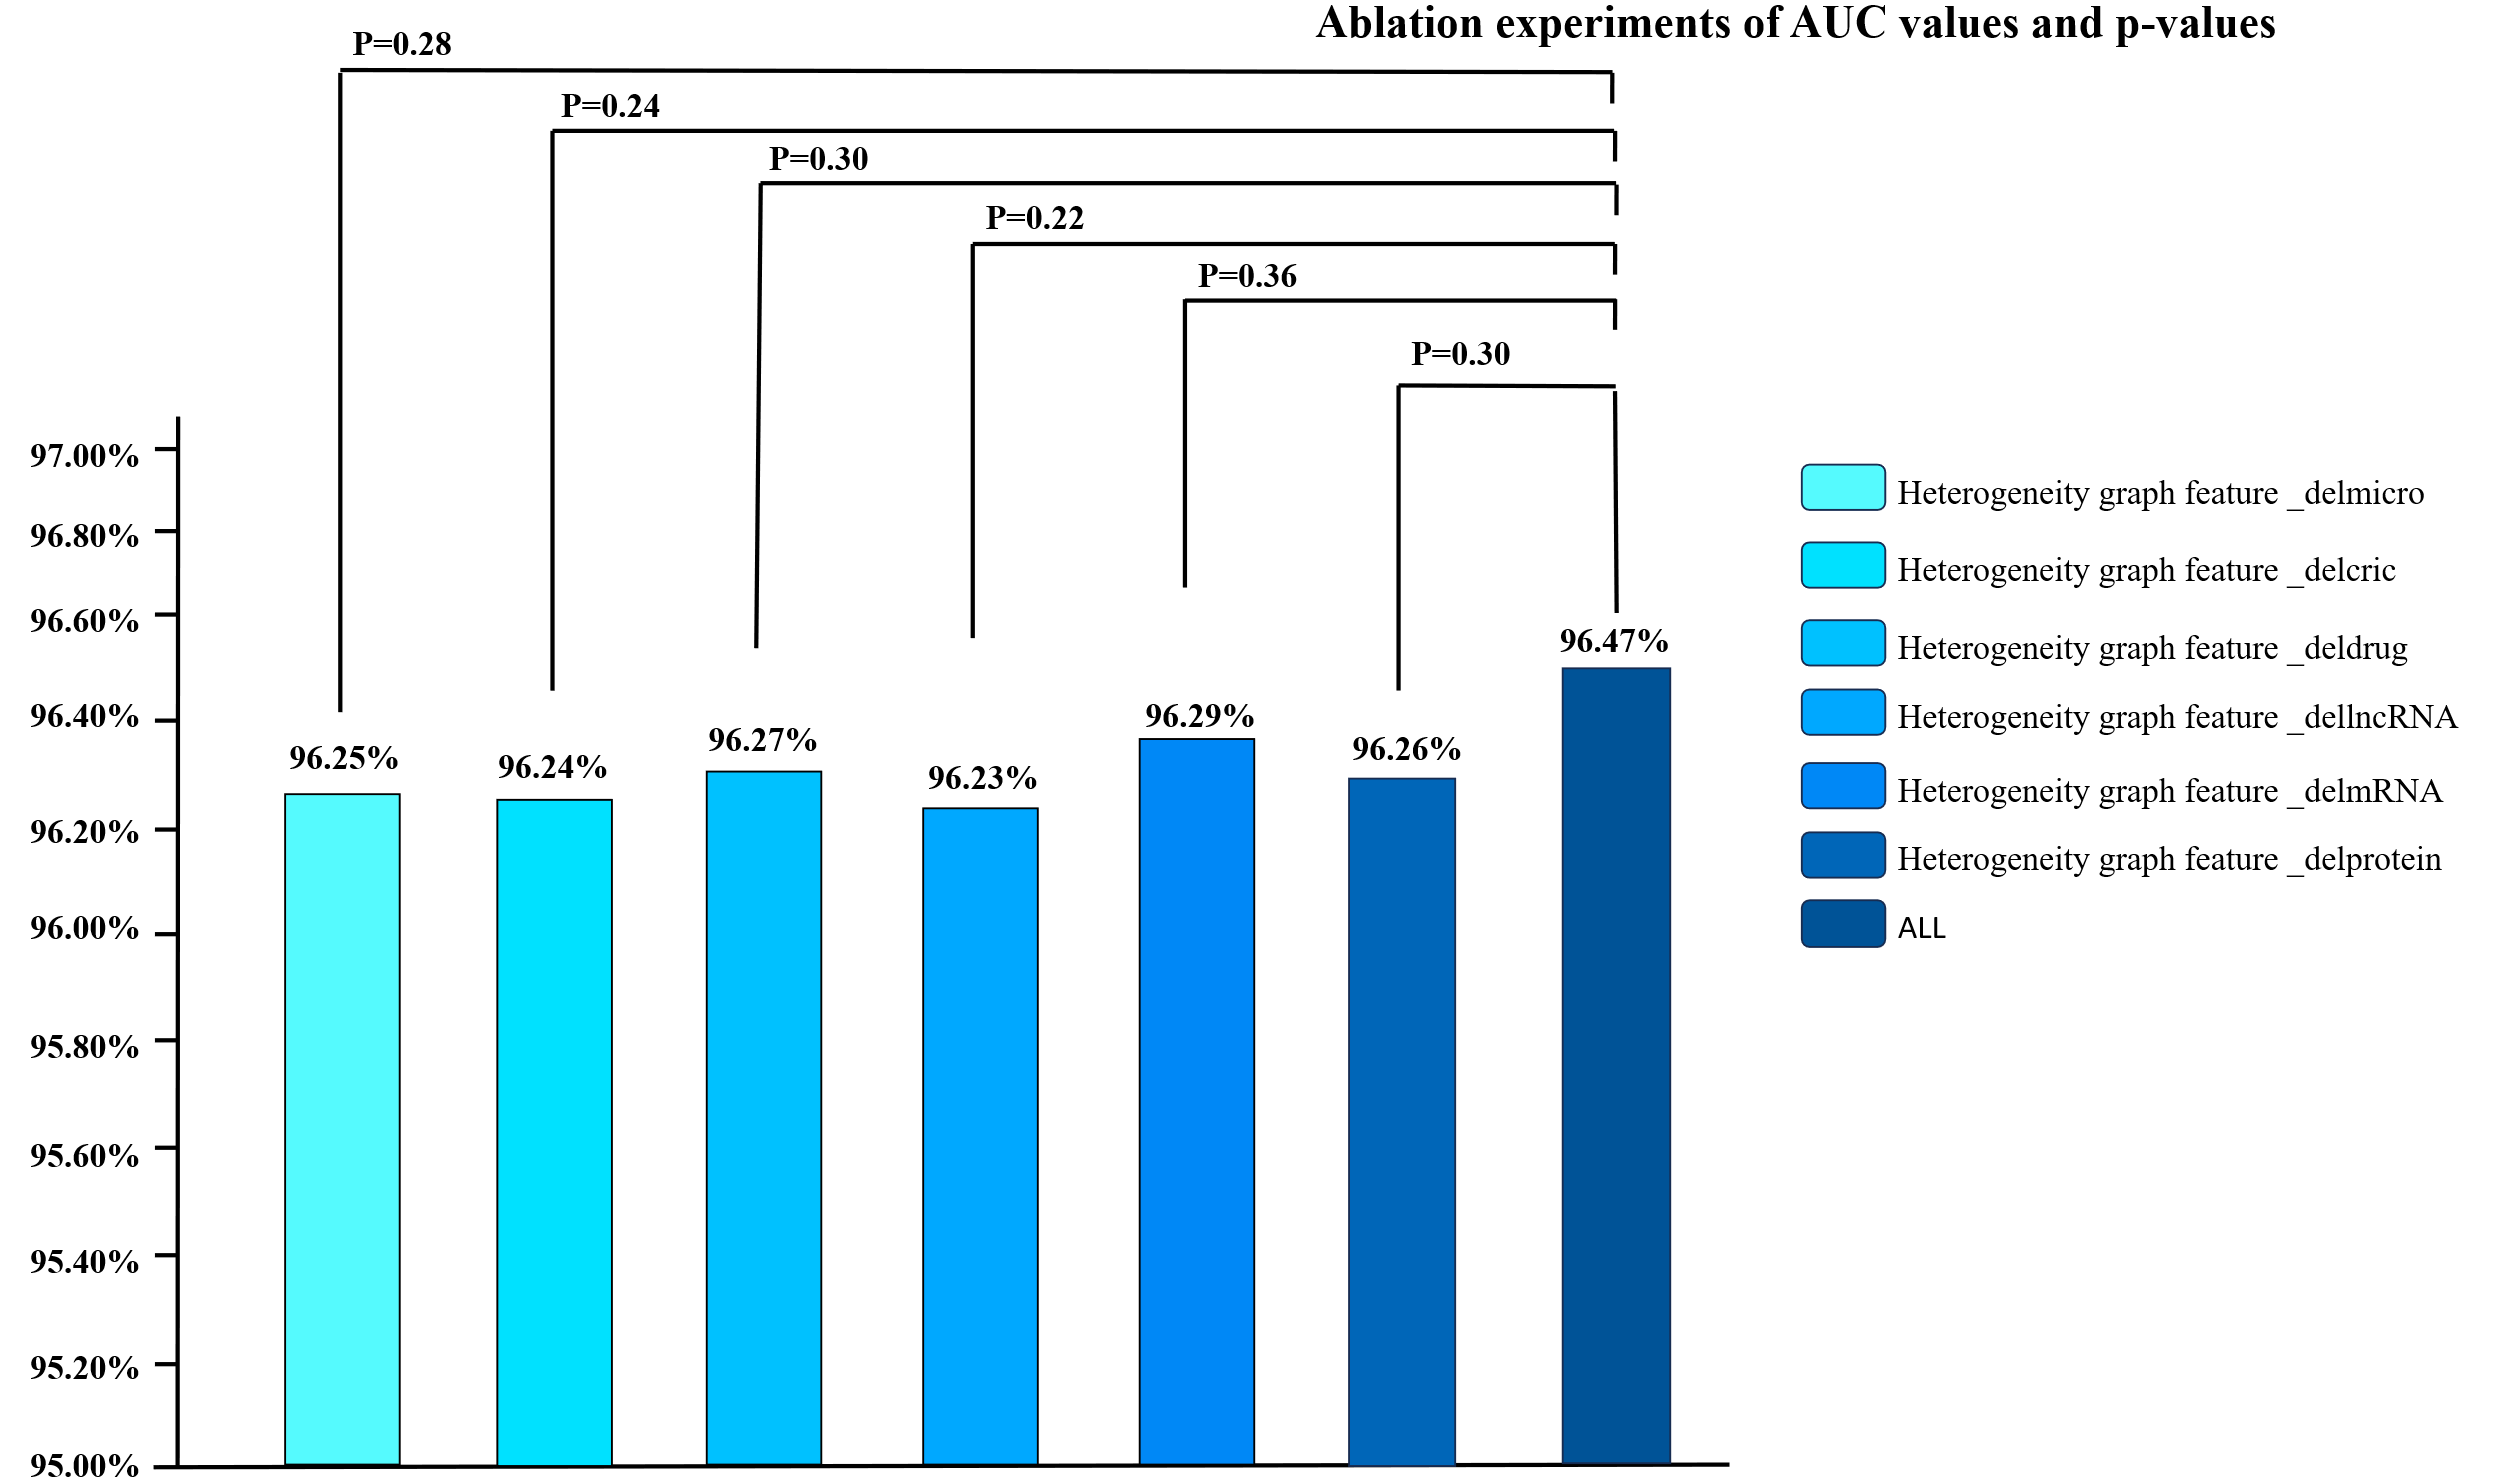 Ablation experiments of AUC values and p-values
P=0.28
P=0.24
P=0.30
P=0.22
P=0.36
P=0.30
97.00%
96.80%
96.60%
96.40%
96.20%
96.00%
95.80%
95.60%
95.40%
95.20%
95.00%
96.25%
96.24%
96.27%
96.23%
96.29%
96.26%
96.47%
Heterogeneity graph feature _delmicro
Heterogeneity graph feature _delcric
Heterogeneity graph feature _deldrug
Heterogeneity graph feature _dellncRNA
Heterogeneity graph feature _delmRNA
Heterogeneity graph feature _delprotein
ALL